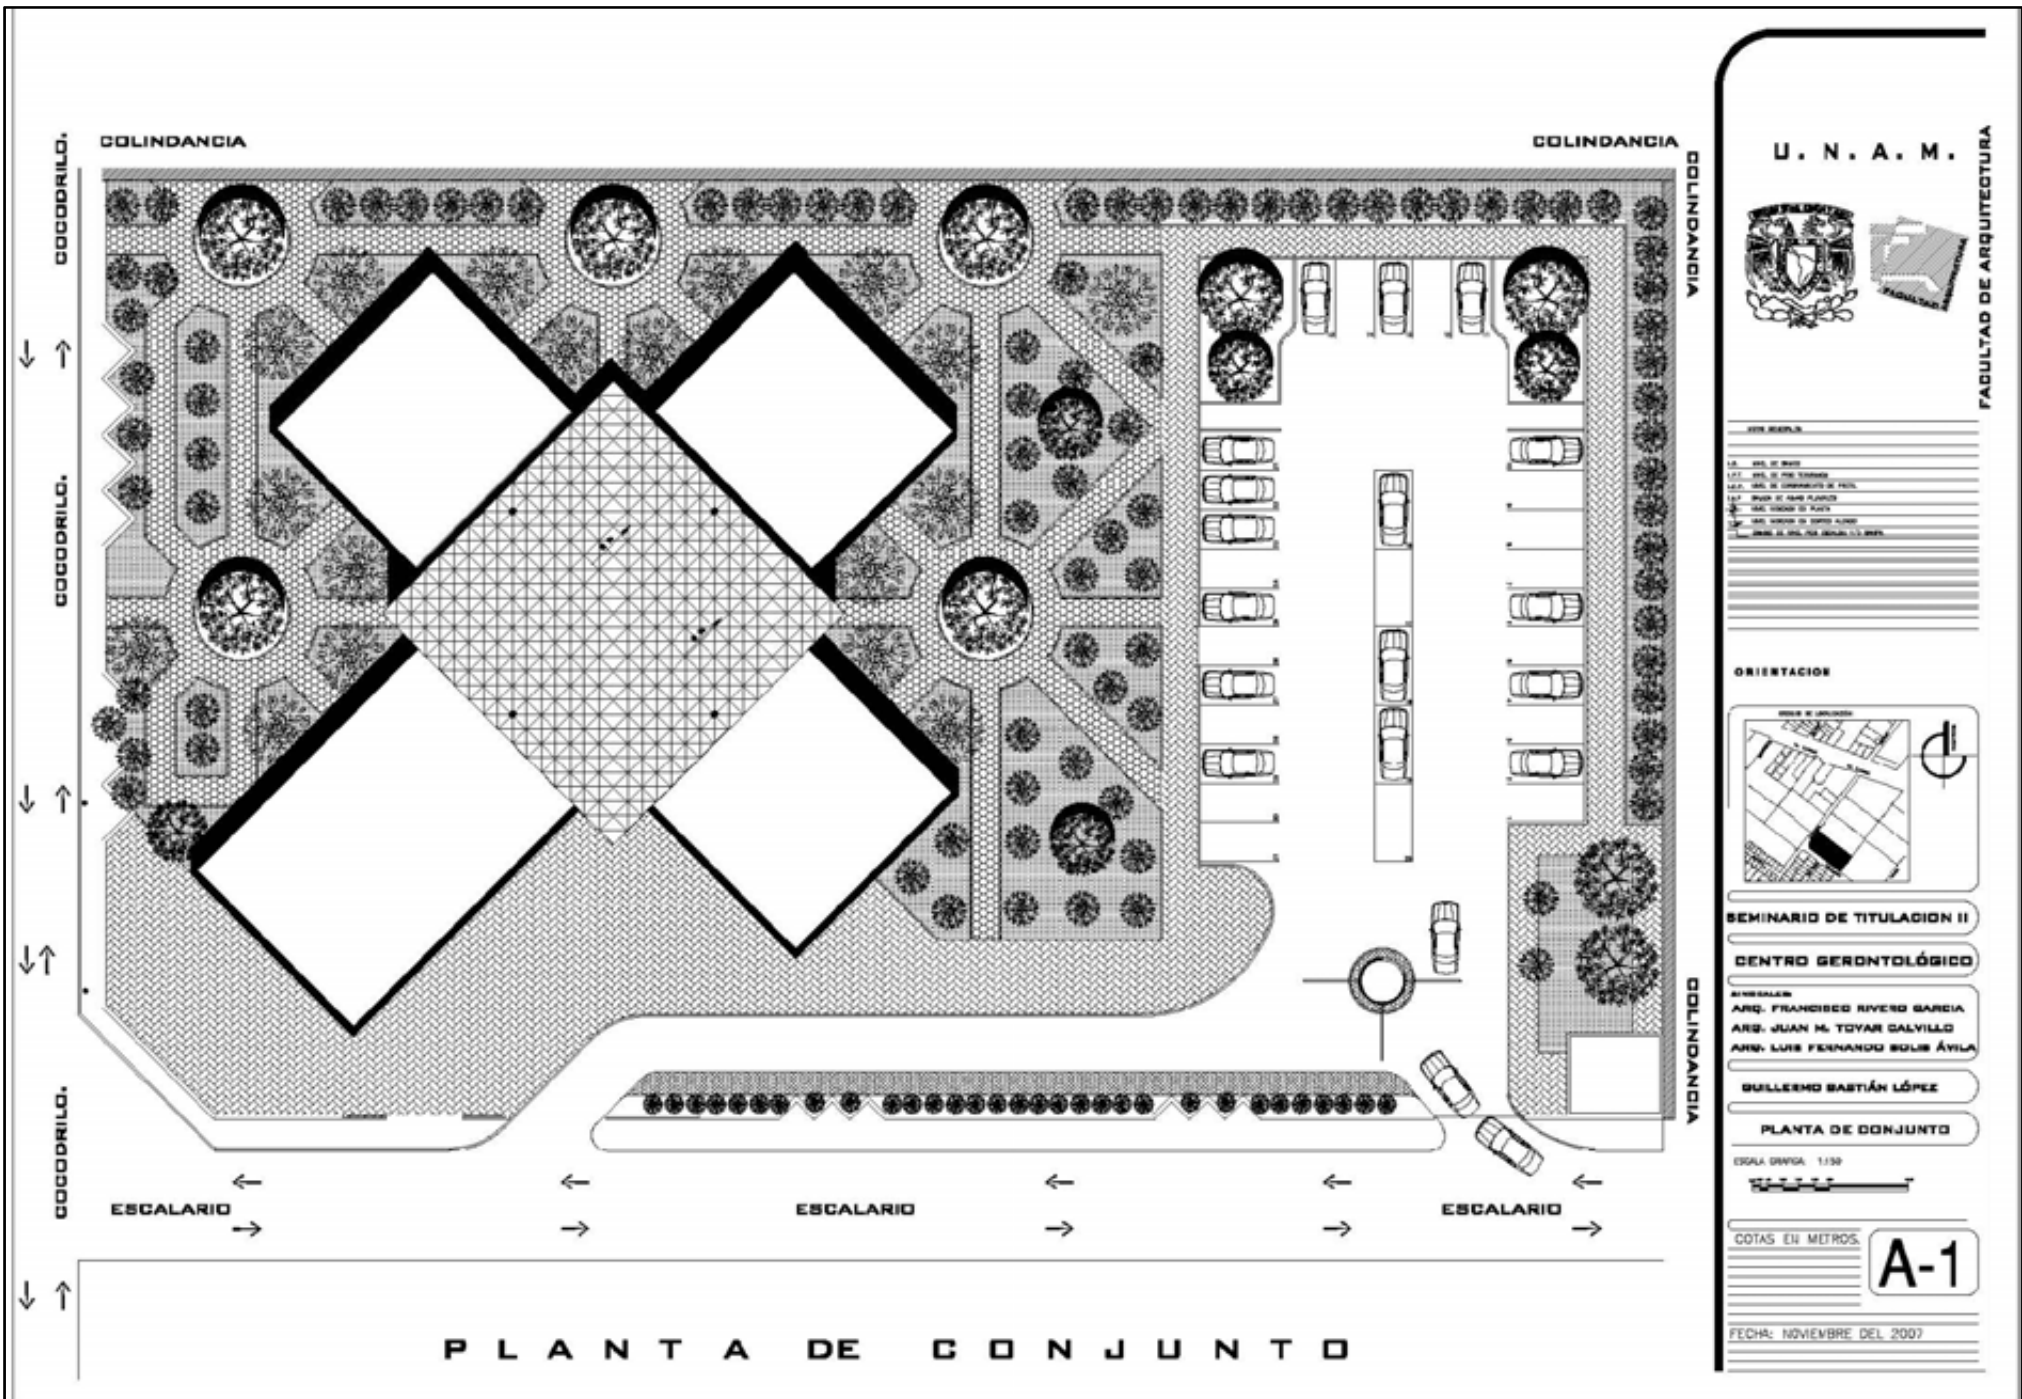 COLINDANCIA
COLINDANCIA
COCODRILO.
COLINDANCIA
COCODRILO.
COLINDANCIA
COCODRILO.
ESCALARIO
ESCALARIO
ESCALARIO
PLANTA DE CONJUNTO
U. N. A. M.
FACULTAD DE ARQUITECTURA
FACULTAD
ORIENTACION
SEMINARIO DE TITULACION II
CENTRO GERONTOLÓGICO
SINODALES:
ARQ. FRANCISCO RIVERO GARCIA
ARQ. JUAN M. TOVAR CALVILLO
ARQ. LUIS FERNANDO SOLIS ÁVILA
GUILLERMO BASTIÁN LÓPEZ
PLANTA DE CONJUNTO
ESCALA GRAFICA 1:150
COTAS EN METROS.
A-1
FECHA: NOVIEMBRE DEL 2007